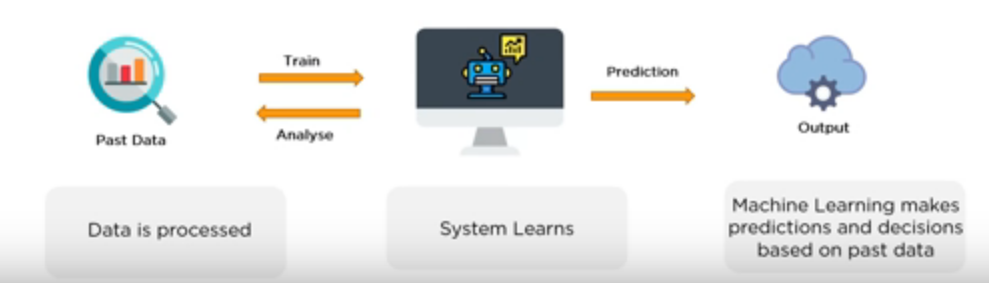 Train
Prediction
Past Data
Analyse
Output
Data is processed
System Learns
Machine Learning makes
predictions and decisions
based on past data